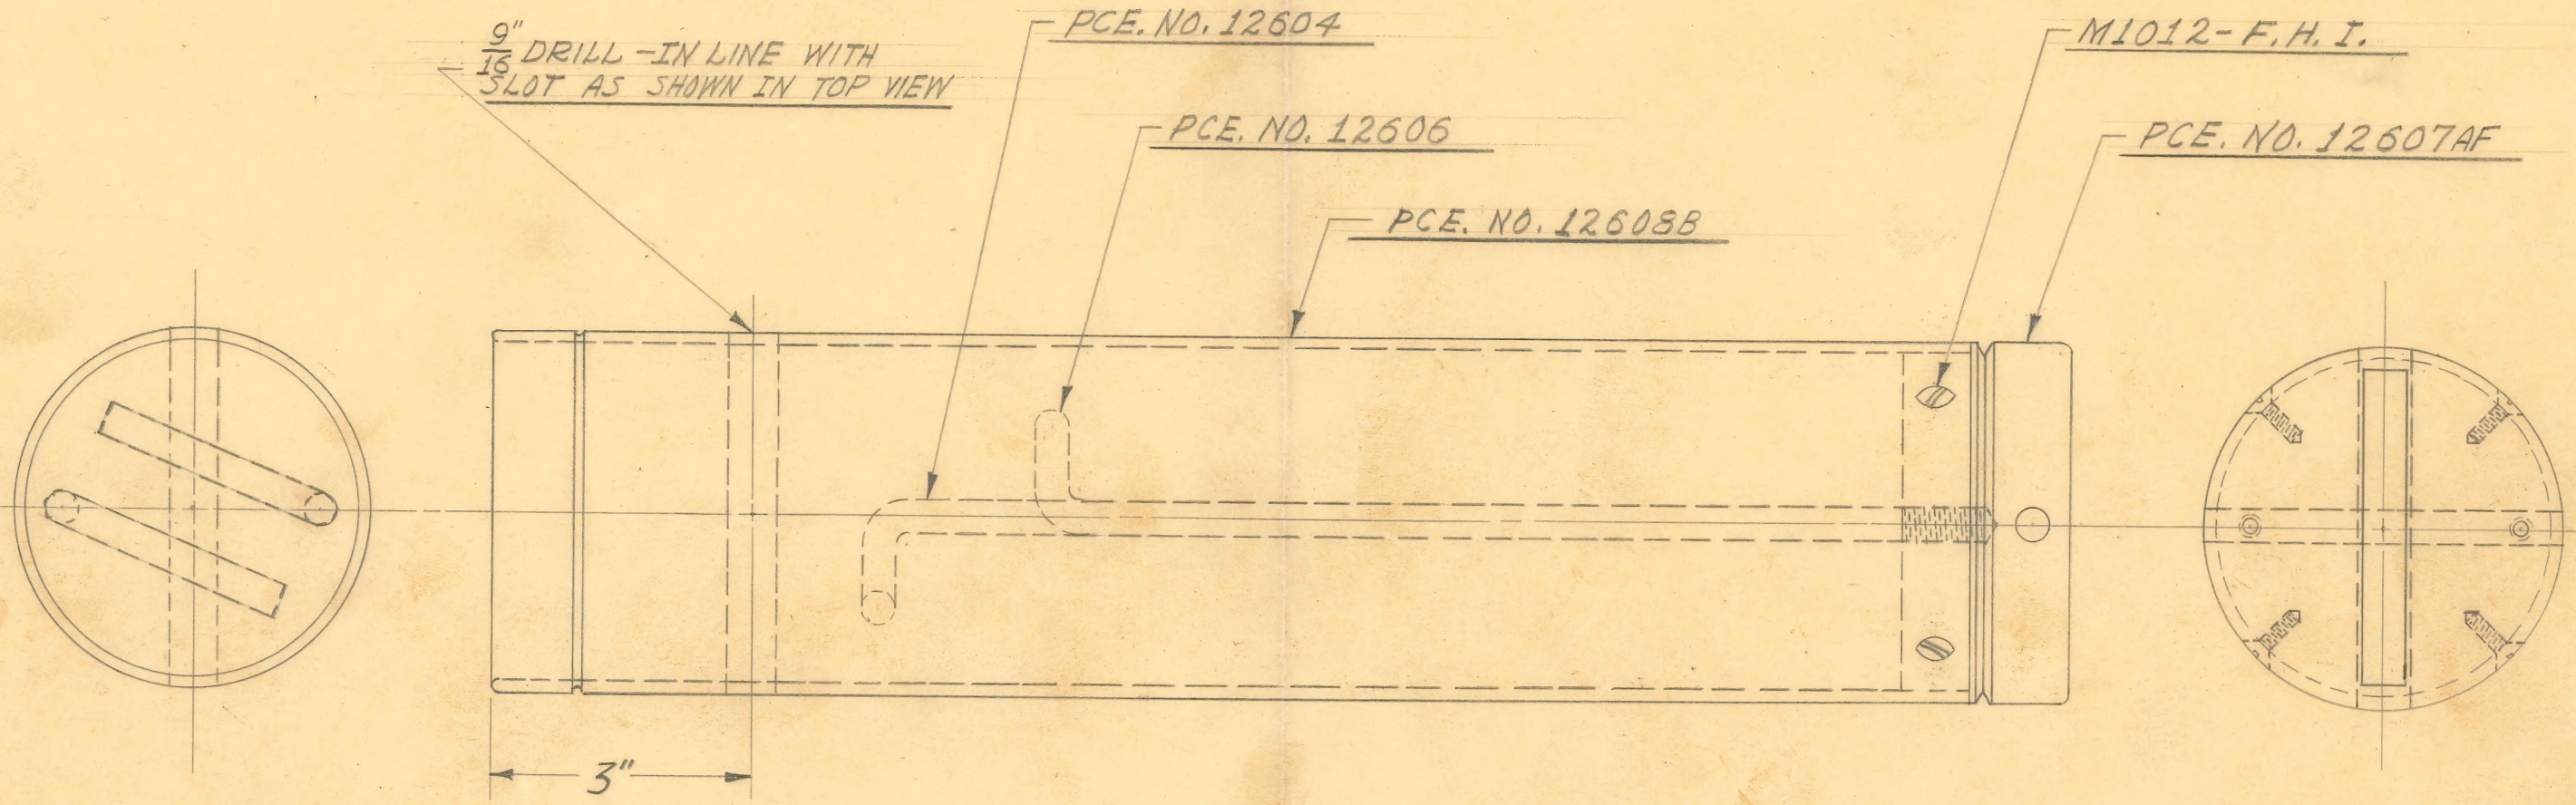 9"
16 DRILL - IN LINE WITH
SLOT AS SHOWN IN TOP VIEW
PCE. NO. 12604
PCE. NO. 12606
PCE. NO. 12608B
M1012 - F. H. I.
PCE. NO. 12607AF
3"